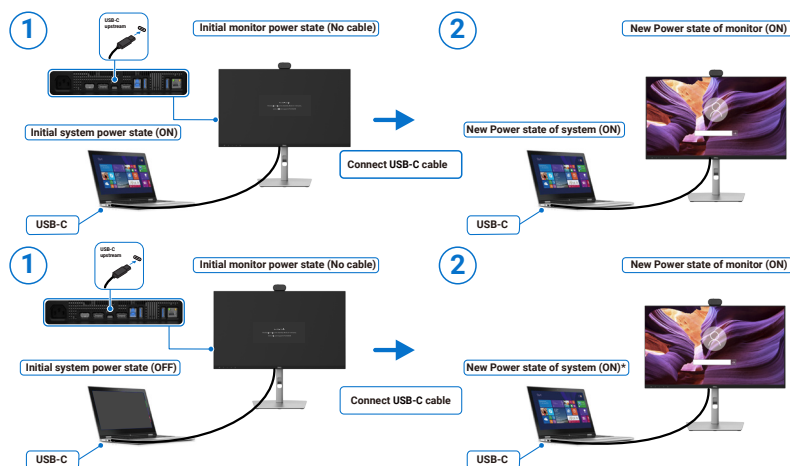 1
USB-C
upstream
Initial monitor power state (No cable)
2
New Power state of monitor (ON)
Initial system power state (ON)
New Power state of system (ON)
Connect USB-C cable
USB-C
USB-C
1
USB-C
upstream
Initial monitor power state (No cable)
2
New Power state of monitor (ON)
Initial system power state (OFF)
New Power state of system (ON)*
Connect USB-C cable
USB-C
USB-C